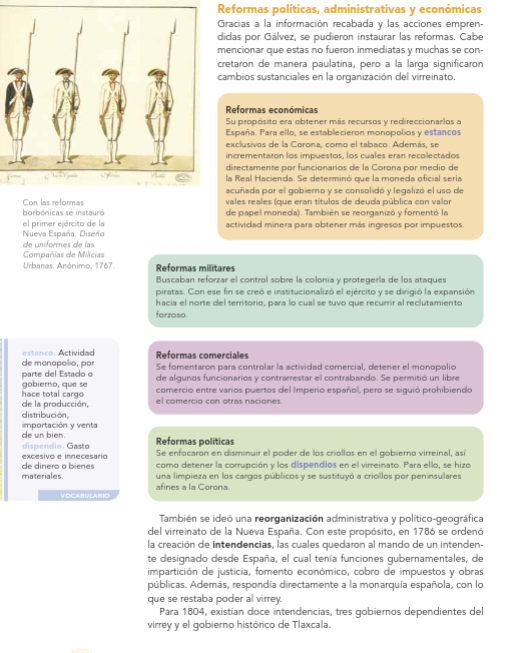 Reformas políticas, administrativas y económicas
Gracias a la información recabada y las acciones empren-
didas por Gálvez, se pudieron instaurar las reformas. Cabe
mencionar que estas no fueron inmediatas y muchas se con-
cretaron de manera paulatina, pero a la larga significaron
cambios sustanciales en la organización del virreinato.
Reformas económicas
Su propósito era obtener más recursos y redireccionarlos a
España. Para ello, se establecieron monopolios y estancos
exclusivos de la Corona, como el tabaco. Además, se
incrementaron los impuestos, los cuales eran recolectados
directamente por funcionarios de la Corona por medio de
la Real Hacienda. Se determinó que la moneda oficial sería
acuñada por el gobierno y se consolidó y legalizó el uso de
vales reales (que eran títulos de deuda pública con valor
de papel moneda). También se reorganizó y fomentó la
actividad minera para obtener más ingresos por impuestos.
Con las reformas
borbónicas se instauró
el primer ejército de la
Nueva España. Diseño
de uniformes de las
Compañías de Milicias
Urbanas. Anónimo, 1767.
Reformas militares
Buscaban reforzar el control sobre la colonia y protegerla de los ataques
piratas. Con ese fin se creó e institucionalizó el ejército y se dirigió la expansión
hacia el norte del territorio, para lo cual se tuvo que recurrir al reclutamiento
forzoso.
Reformas comerciales
Se fomentaron para controlar la actividad comercial, detener el monopolio
de algunos funcionarios y contrarrestar el contrabando. Se permitió un libre
comercio entre varios puertos del Imperio español, pero se siguió prohibiendo
el comercio con otras naciones.
Reformas políticas
Se enfocaron en disminuir el poder de los criollos en el gobierno virreinal, así
como detener la corrupción y los dispendios en el virreinato. Para ello, se hizo
una limpieza en los cargos públicos y se sustituyó a criollos por peninsulares
afines a la Corona.
estanco. Actividad
de monopolio, por
parte del Estado o
gobierno, que se
hace total cargo
de la producción,
distribución,
importación y venta
de un bien.
dispendio. Gasto
excesivo e innecesario
de dinero o bienes
materiales.
VOCABULARIO
También se ideó una reorganización administrativa y político-geográfica
del virreinato de la Nueva España. Con este propósito, en 1786 se ordenó
la creación de intendencias, las cuales quedaron al mando de un intenden-
te designado desde España, el cual tenía funciones gubernamentales, de
impartición de justicia, fomento económico, cobro de impuestos y obras
públicas. Además, respondía directamente a la monarquía española, con lo
que se restaba poder al virrey.
Para 1804, existían doce intendencias, tres gobiernos dependientes del
virrey y el gobierno histórico de Tlaxcala.